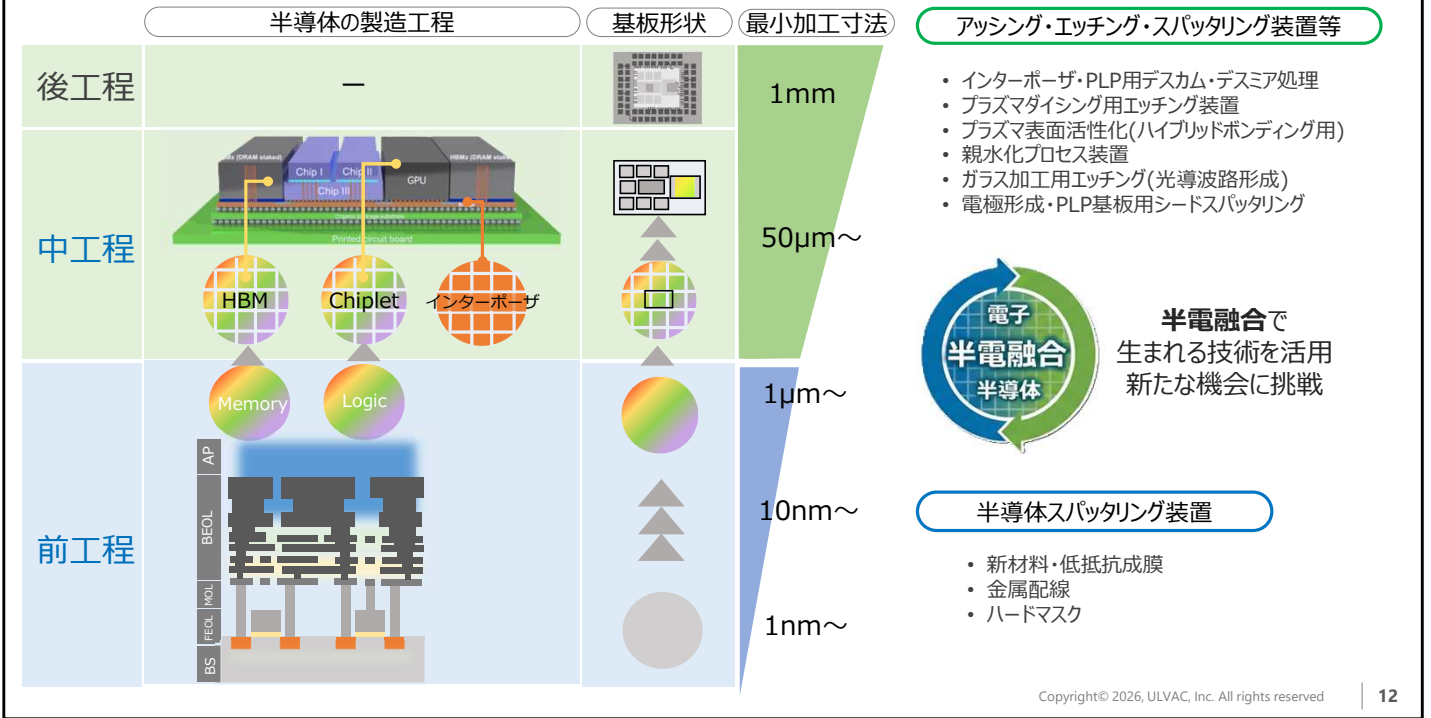 半導体の製造工程
基板形状
最小加工寸法
アッシング・エッチング・スパッタリング装置等
後工程
－
1mm
• インターポーザ・PLP用デスカム・デスミア処理
• プラズマダイシング用エッチング装置
• プラズマ表面活性化(ハイブリッドボンディング用)
• 親水化プロセス装置
• ガラス加工用エッチング(光導波路形成)
• 電極形成・PLP基板用シードスパッタリング
中工程
(DRAM staked)
Chip I
Chip II
Chip III
GPU
HBMx (DRAM stak
Organic package substrate
Printed circuit board
HBM
Chiplet
インターポーザ
50μm～
電子
半電融合
半導体
半電融合で
生まれる技術を活用
新たな機会に挑戦
前工程
Memory
Logic
1μm～
AP
BEOL
MOL
FEOL
BS
10nm～
1nm～
半導体スパッタリング装置
• 新材料・低抵抗成膜
• 金属配線
• ハードマスク
Copyright© 2026, ULVAC, Inc. All rights reserved
12